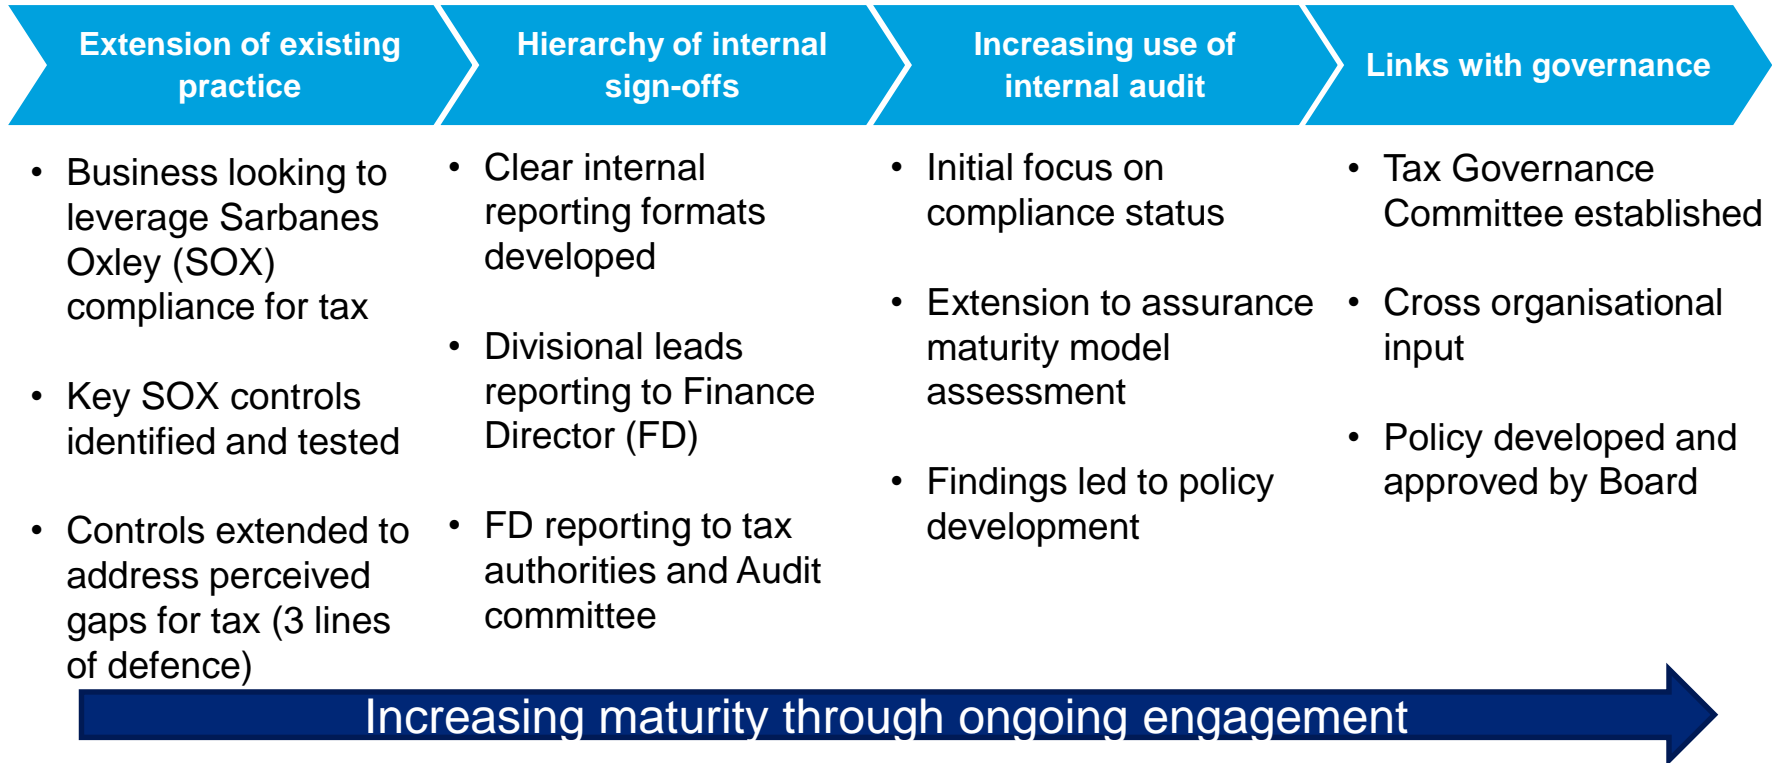 Extension of existing
practice
Hierarchy of internal
sign-offs
Increasing use of
internal audit
Links with governance
• Business looking to
leverage Sarbanes
Oxley (SOX)
compliance for tax
• Key SOX controls
identified and tested
• Controls extended to
address perceived
gaps for tax (3 lines
of defence)
• Clear internal
reporting formats
developed
• Divisional leads
reporting to Finance
Director (FD)
• FD reporting to tax
authorities and Audit
committee
• Initial focus on
compliance status
• Extension to assurance
maturity model
assessment
• Findings led to policy
development
• Tax Governance
Committee established
• Cross organisational
input
• Policy developed and
approved by Board
Increasing maturity through ongoing engagement